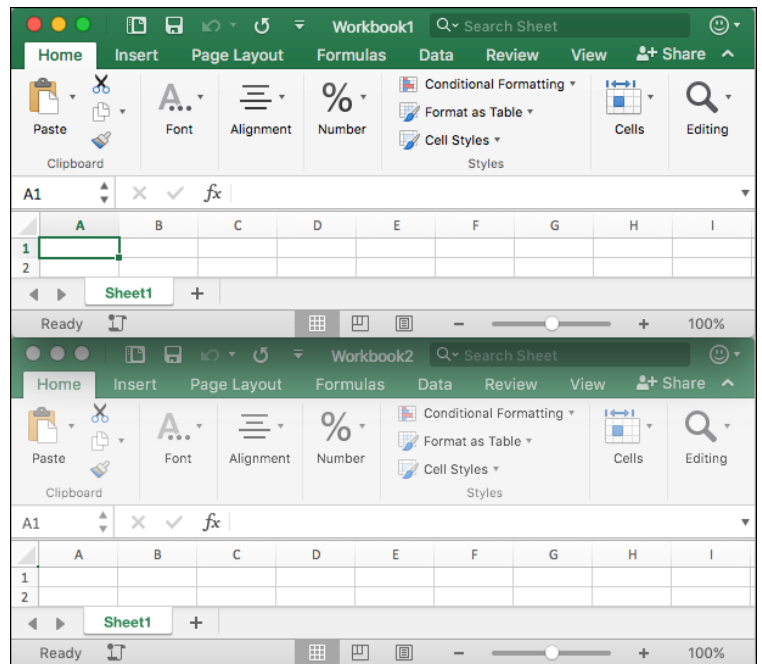 Workbook1 Search Sheet
Home Insert Page Layout Formulas Data Review View Share
Paste Font Alignment Number Conditional Formatting Format as Table Cell Styles Cells Editing
Clipboard Styles
A1 fx
A B C D E F G H I
1
2
Sheet1 +
Ready 100%
Workbook2 Search Sheet
Home Insert Page Layout Formulas Data Review View Share
Paste Font Alignment Number Conditional Formatting Format as Table Cell Styles Cells Editing
Clipboard Styles
A1 fx
A B C D E F G H I
1
2
Sheet1 +
Ready 100%